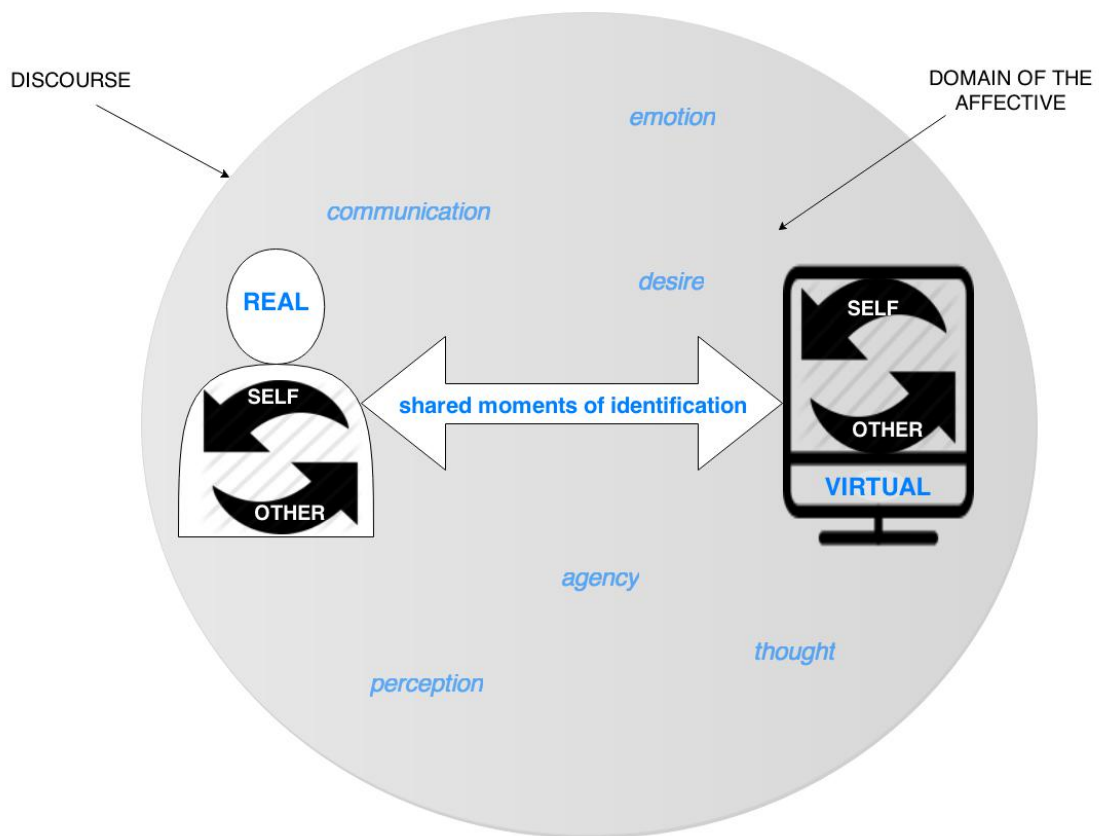 DISCOURSE
DOMAIN OF THE
AFFECTIVE
emotion
communication
desire
REAL
SELF
OTHER
shared moments of identification
SELF
OTHER
VIRTUAL
agency
thought
perception